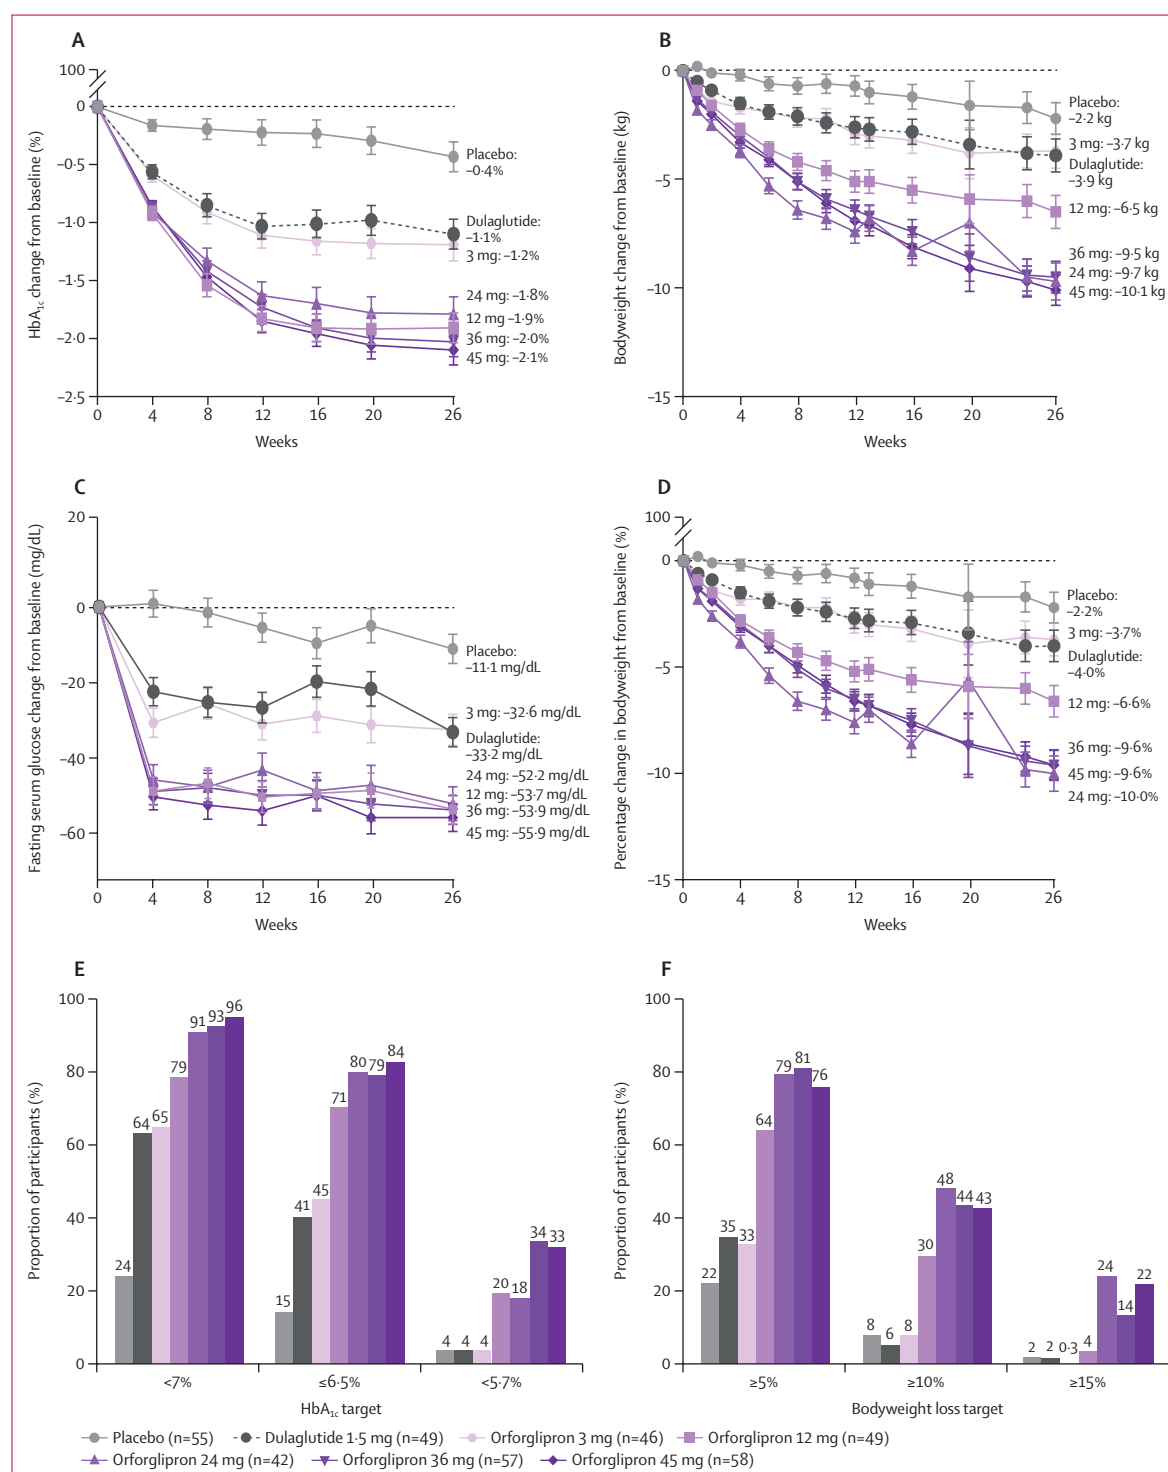 A
HbA1c change from baseline (%)
100
0
–0·5
–1·0
–1·5
–2·0
–2·5
0 4 8 12 16 20 26
Weeks
Placebo:
–0·4%
Dulaglutide:
–1·1%
3 mg: –1·2%
24 mg: –1·8%
12 mg –1·9%
36 mg: –2·0%
45 mg: –2·1%
B
Bodyweight change from baseline (kg)
0
–5
–10
–15
0 4 8 12 16 20 26
Weeks
Placebo:
–2·2 kg
3 mg: –3·7 kg
Dulaglutide:
–3·9 kg
12 mg: –6·5 kg
36 mg: –9·5 kg
24 mg: –9·7 kg
45 mg: –10·1 kg
C
Fasting serum glucose change from baseline (mg/dL)
20
0
–20
–40
–60
0 4 8 12 16 20 26
Weeks
Placebo:
–11·1 mg/dL
3 mg: –32·6 mg/dL
Dulaglutide:
–33·2 mg/dL
24 mg: –52·2 mg/dL
12 mg: –53·7 mg/dL
36 mg: –53·9 mg/dL
45 mg: –55·9 mg/dL
D
Percentage change in bodyweight from baseline (%)
100
0
–5
–10
–15
0 4 8 12 16 20 26
Weeks
Placebo:
–2·2%
3 mg: –3·7%
Dulaglutide:
–4·0%
12 mg: –6·6%
36 mg: –9·6%
45 mg: –9·6%
24 mg: –10·0%
E
Proportion of participants (%)
100
80
60
40
20
0
24 64 65 79 91 93 96
15 41 45 71 80 79 84
4 4 4 20 18 34 33
<7% ≤6·5% <5·7%
HbA1c target
F
Proportion of participants (%)
100
80
60
40
20
0
22 35 33 64 79 81 76
8 6 8 30 48 44 43
2 2 0·3 4 24 14 22
≥5% ≥10% ≥15%
Bodyweight loss target
Placebo (n=55) Dulaglutide 1·5 mg (n=49) Orforglipron 3 mg (n=46) Orforglipron 12 mg (n=49)
Orforglipron 24 mg (n=42) Orforglipron 36 mg (n=57) Orforglipron 45 mg (n=58)